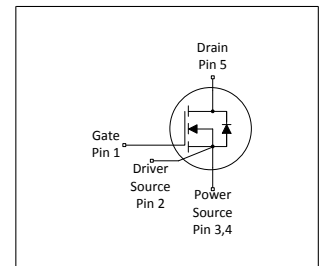 Drain
Pin 5
Gate
Pin 1
Driver
Source
Pin 2
Power
Source
Pin 3,4